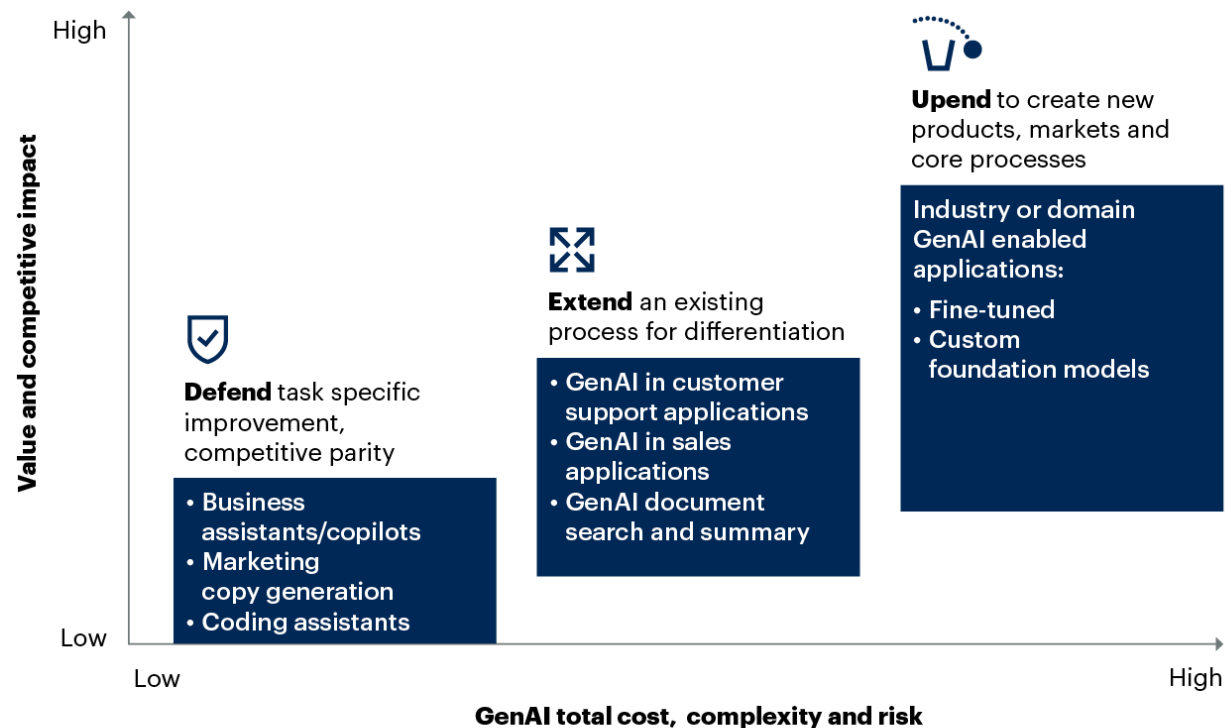 High
Value and competitive impact
Low
Low
High
GenAI total cost, complexity and risk
Defend task specific
improvement,
competitive parity
• Business
assistants/copilots
• Marketing
copy generation
• Coding assistants
Extend an existing
process for differentiation
• GenAI in customer
support applications
• GenAI in sales
applications
• GenAI document
search and summary
Upend to create new
products, markets and
core processes
Industry or domain
GenAI enabled
applications:
• Fine-tuned
• Custom
foundation models